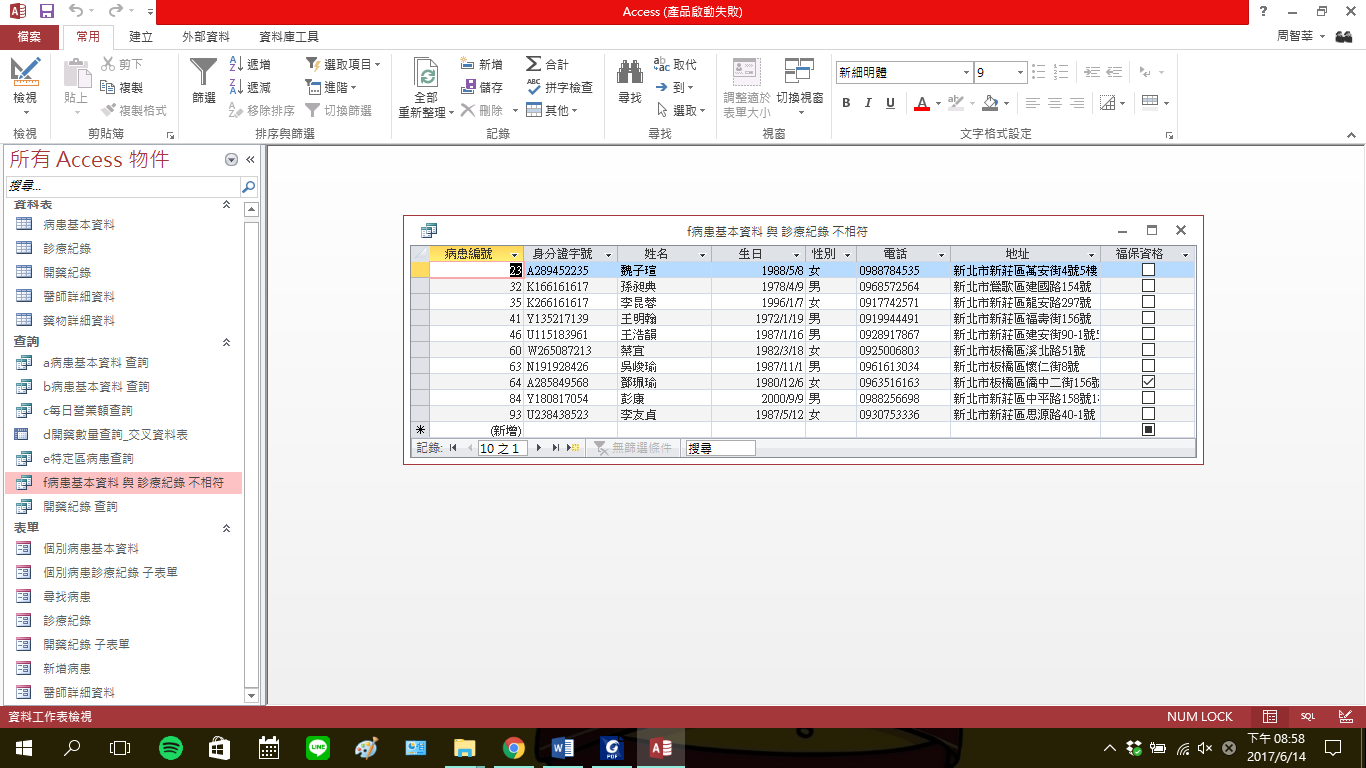 Access (產品啟動失敗)
?
檔案 常用 建立 外部資料 資料庫工具 周智莘
檢視 貼上 剪下 複製 複製格式 篩選 遞增 遞減 移除排序 選取項目 進階 切換篩選 全部重新整理 新增 儲存 刪除 合計 拼字檢查 其他 尋找 取代 到 選取 調整適於表單大小 切換視窗 新細明體 9
B I U A
檢視 剪貼簿 排序與篩選 記錄 尋找 視窗 文字格式設定
所有 Access 物件
搜尋...
資料表
病患基本資料
診療紀錄
開藥紀錄
醫師詳細資料
藥物詳細資料
查詢
a病患基本資料 查詢
b病患基本資料 查詢
c每日營業額查詢
d開藥數量查詢_交叉資料表
e特定區病患查詢
f病患基本資料 與 診療紀錄 不相符
開藥紀錄 查詢
表單
個別病患基本資料
個別病患診療紀錄 子表單
尋找病患
診療紀錄
開藥紀錄 子表單
新增病患
醫師詳細資料
f病患基本資料 與 診療紀錄 不相符
病患編號 身分證字號 姓名 生日 性別 電話 地址 福保資格
23 A289452235 魏子瑄 1988/5/8 女 0988784535 新北市新莊區萬安街4號5樓
32 K166161617 孫昶典 1978/4/9 男 0968572564 新北市鶯歌區建國路154號
35 K266161617 李昆蓉 1996/1/7 女 0917742571 新北市新莊區龍安路297號
41 Y135217139 王明翰 1972/1/19 男 0919944491 新北市新莊區福壽街156號
46 U115183961 王浩韻 1987/1/16 男 0928917867 新北市新莊區建安街90-1號5
60 W265087213 蔡宜 1982/3/18 女 0925006803 新北市板橋區溪北路51號
63 N191928426 吳峻瑜 1987/11/1 男 0961613034 新北市板橋區懷仁街8號
64 A285849568 鄧珮瑜 1980/12/6 女 0963516163 新北市板橋區僑中二街156號
84 Y180817054 彭康 2000/9/9 男 0988256698 新北市新莊區中平路158號1
93 U238438523 李友貞 1987/5/12 女 0930753336 新北市新莊區思源路40-1號
(新增)
記錄: 10 之 1 無篩選條件 搜尋
資料工作表檢視 NUM LOCK SQL
下午 08:58
2017/6/14